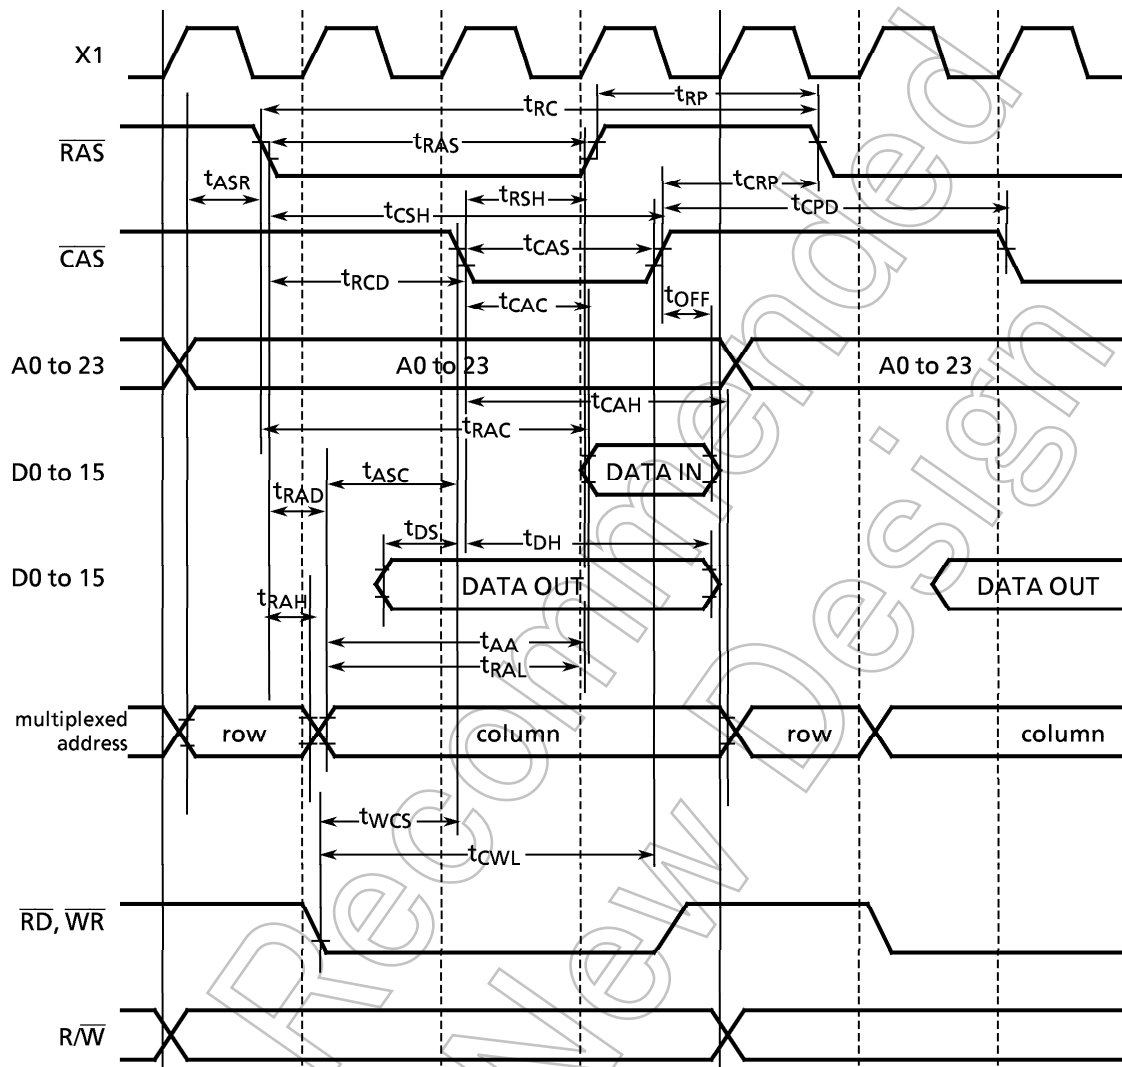 X1
tRP
tRC
RAS
tRAS
tASR
tCRP
tRSH
tCPD
tCSH
CAS
tCAS
tRCD
tOFF
tCAC
A0 to 23
A0 to 23
A0 to 23
tCAH
tRAC
D0 to 15
DATA IN
tASC
tRAD
tDS
tDH
D0 to 15
DATA OUT
DATA OUT
tRAH
tAA
tRAL
multiplexed
address
row
column
row
column
tWCS
tCWL
RD, WR
R/W
Recommended
New Design